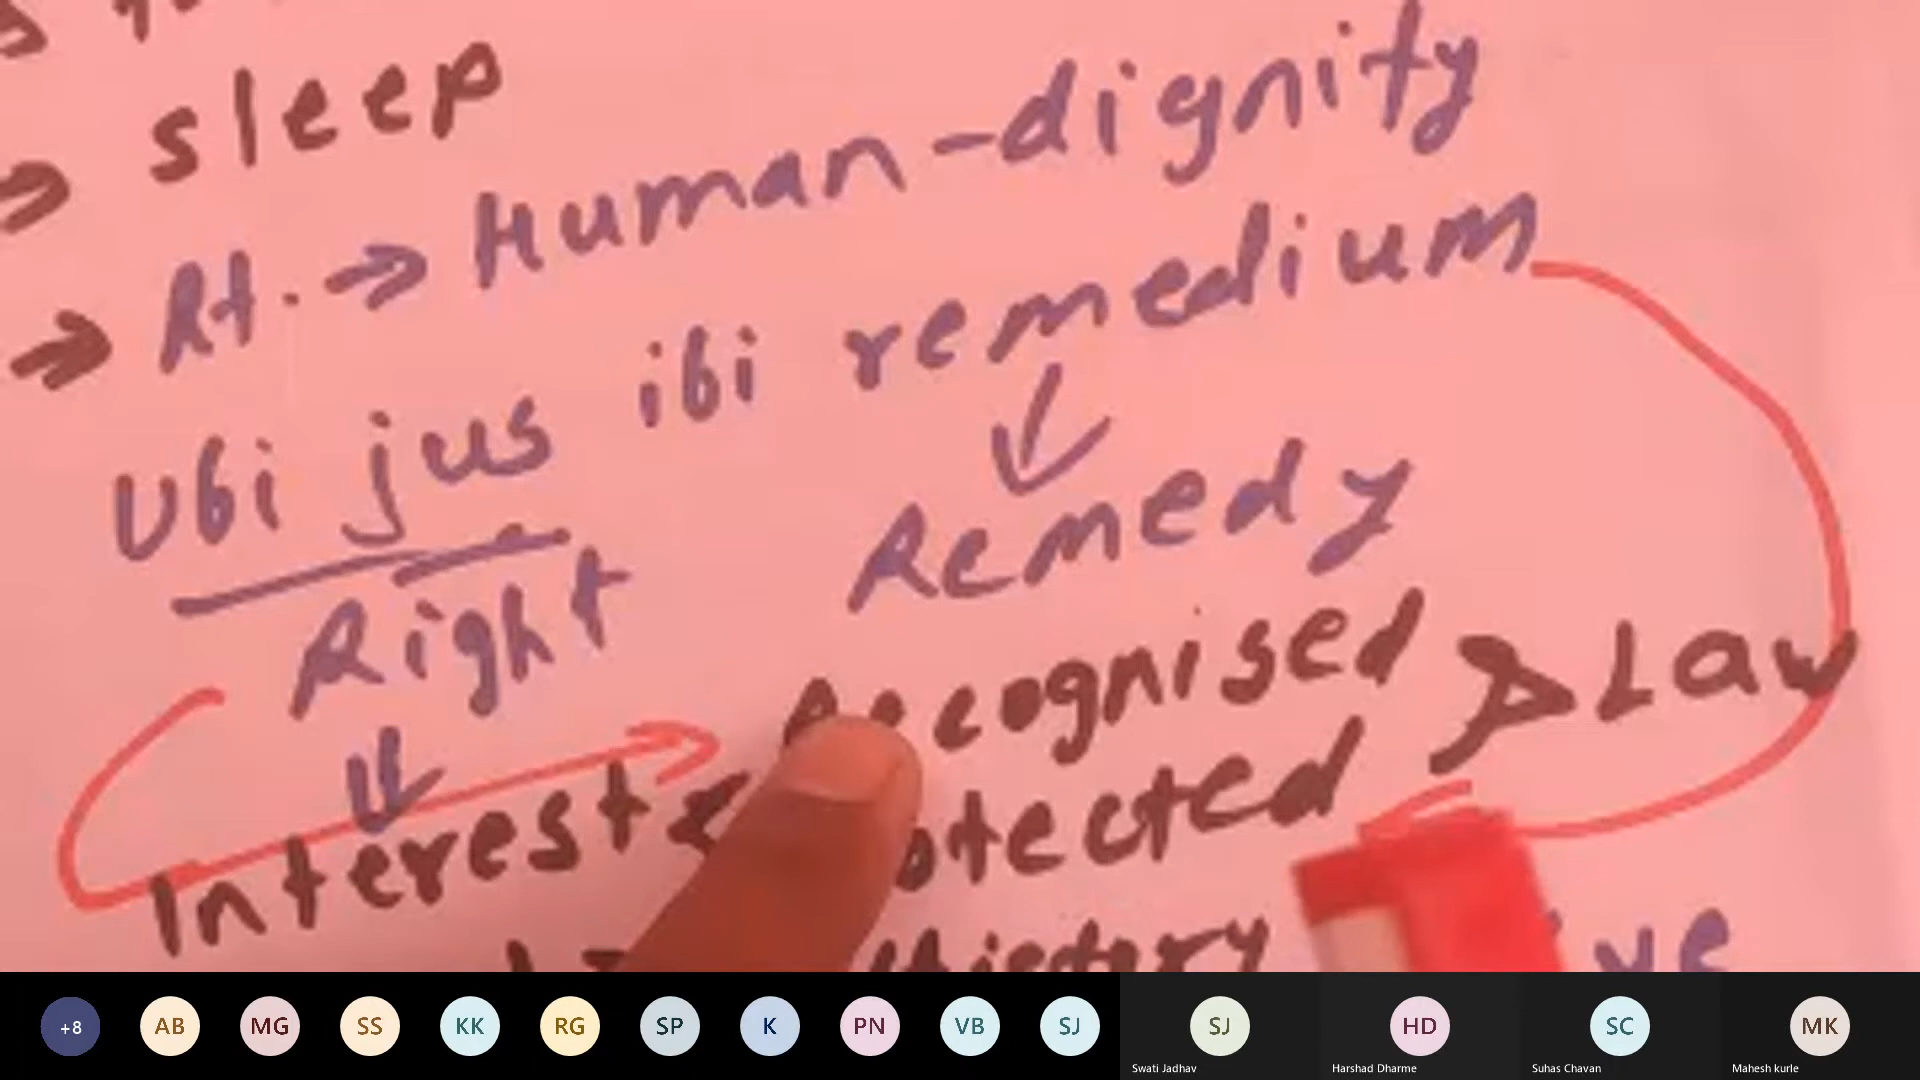 → sleep
→ Rt. → Human-dignity
Ubi jus ibi remedium
↓
Right Remedy
⇓ Recognised
Interest Law
History
+8 AB MG SS KK RG SP K PN VB SJ SJ HD SC MK
Swati Jadhav Harshad Dharme Suhas Chavan Mahesh kurle